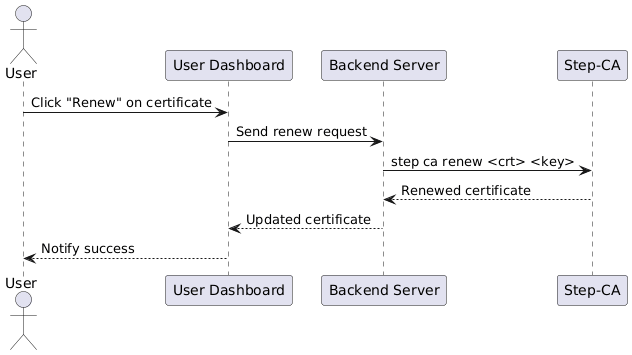 User
User Dashboard
Backend Server
Step-CA
Click "Renew" on certificate
Send renew request
step ca renew <crt> <key>
Renewed certificate
Updated certificate
Notify success
User
User Dashboard
Backend Server
Step-CA